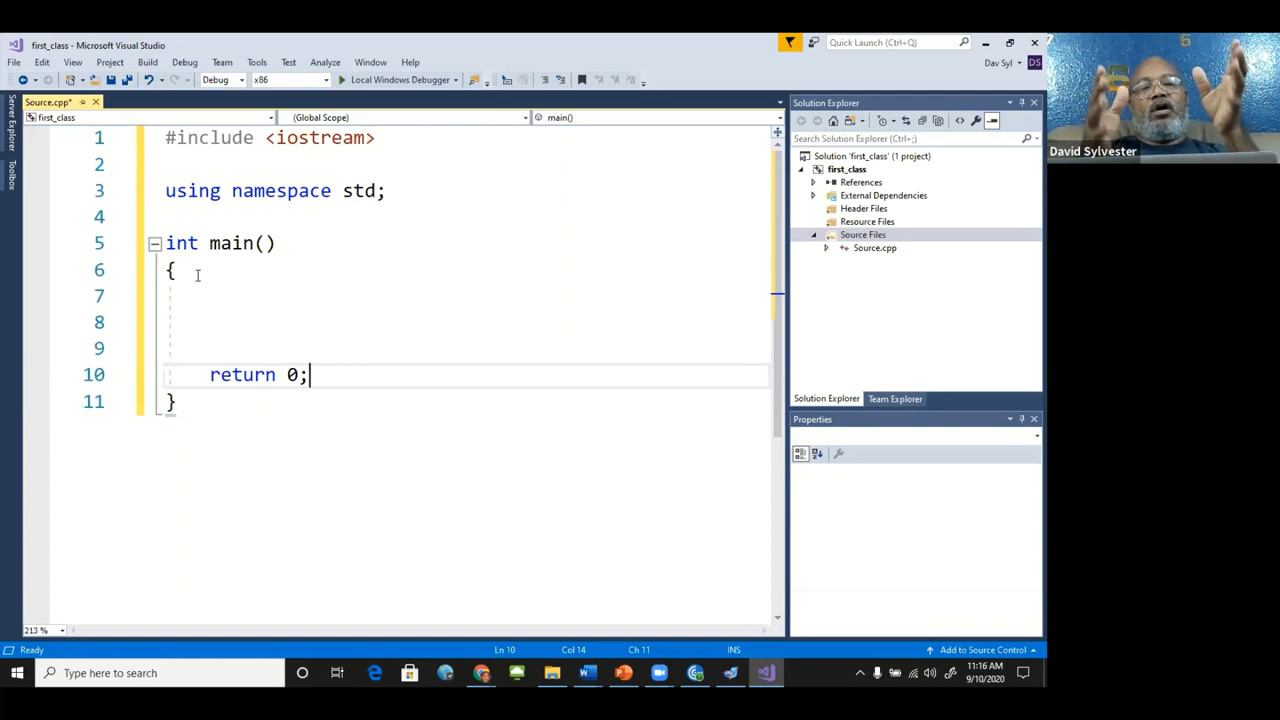 first_class - Microsoft Visual Studio
Quick Launch (Ctrl+Q)
File Edit View Project Build Debug Team Tools Test Analyze Window Help
Dav Syl DS
Debug x86 Local Windows Debugger
Server Explorer
Toolbox
Source.cpp*
first_class (Global Scope) main()
1 #include <iostream>
2
3 using namespace std;
4
5 int main()
6 {
7
8
9
10 return 0;
11 }
213 %
Solution Explorer
Search Solution Explorer (Ctrl+;)
Solution 'first_class' (1 project)
first_class
References
External Dependencies
Header Files
Resource Files
Source Files
Source.cpp
Solution Explorer Team Explorer
Properties
David Sylvester
Ready Ln 10 Col 14 Ch 11 INS Add to Source Control
Type here to search
11:16 AM
9/10/2020